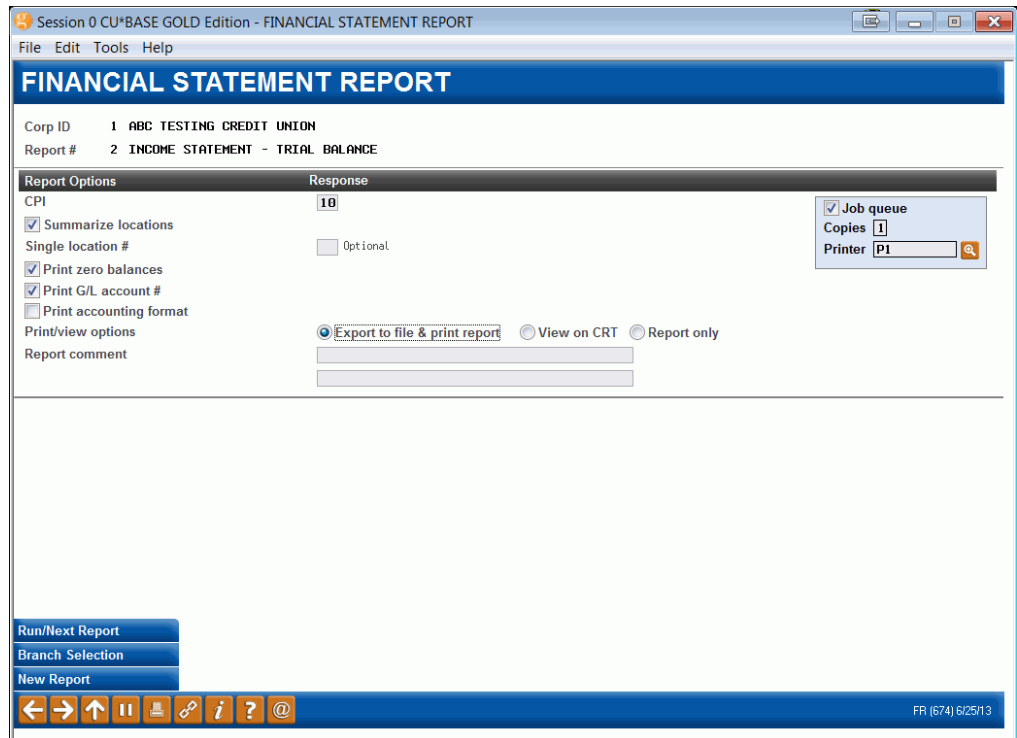 Session 0 CU*BASE GOLD Edition - FINANCIAL STATEMENT REPORT
File Edit Tools Help
FINANCIAL STATEMENT REPORT
Corp ID 1 ABC TESTING CREDIT UNION
Report # 2 INCOME STATEMENT - TRIAL BALANCE
Report Options Response
CPI 10
Job queue
Summarize locations
Copies 1
Single location # Optional
Printer P1
Print zero balances
Print G/L account #
Print accounting format
Print/view options Export to file & print report View on CRT Report only
Report comment
Run/Next Report
Branch Selection
New Report
i ? @
FR (674) 6/25/13